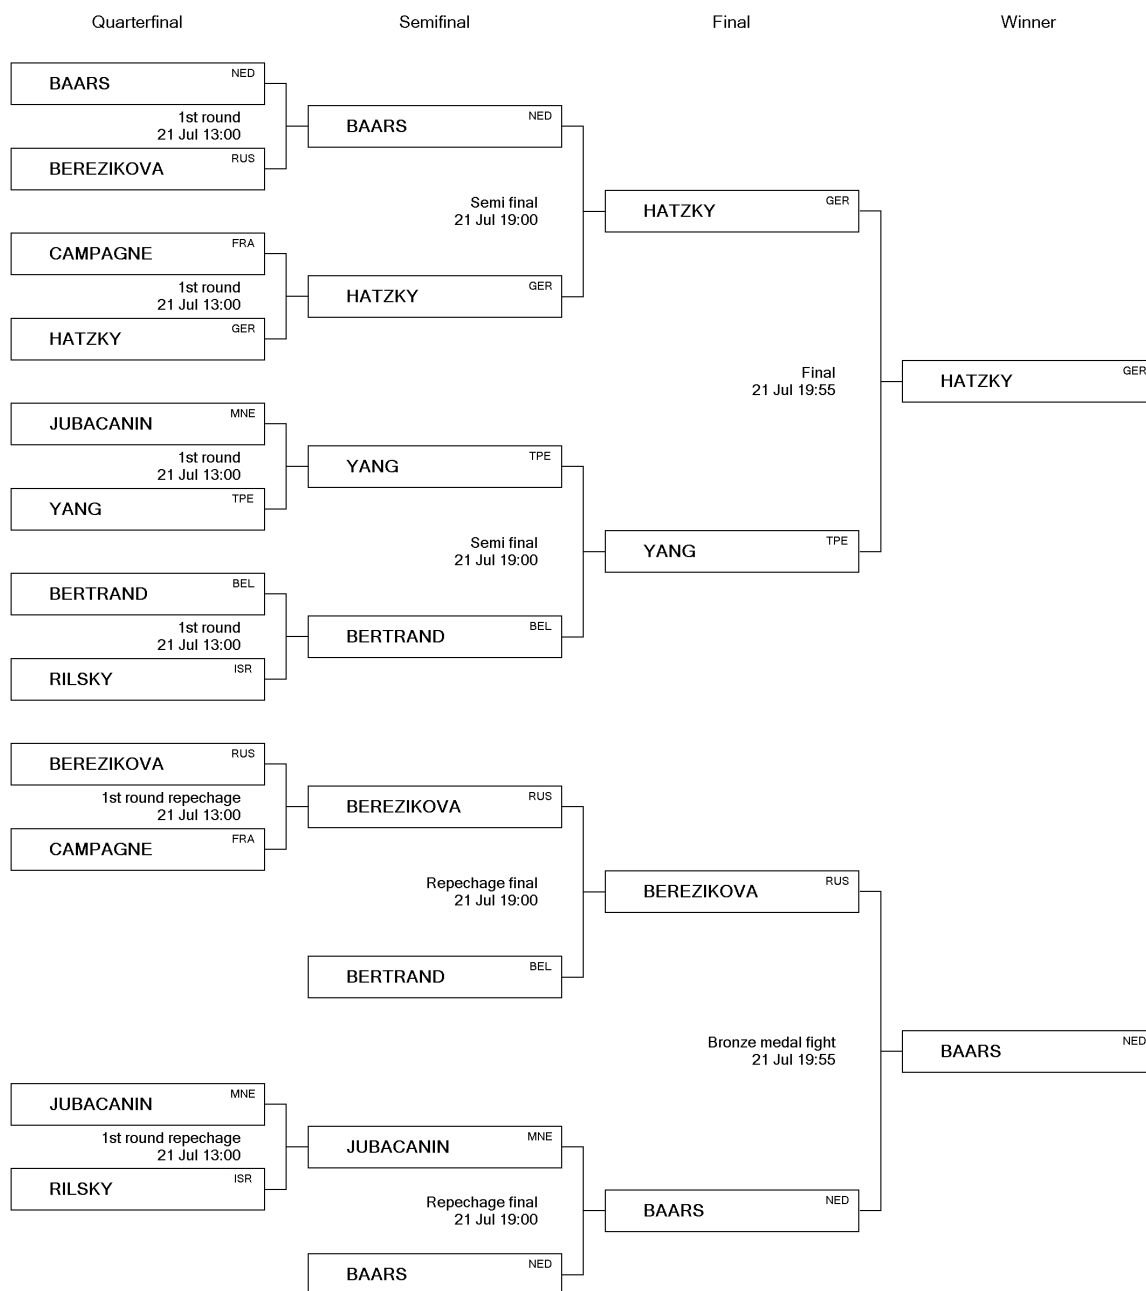 Quarterfinal Semifinal Final Winner
BAARS NED
1st round
21 Jul 13:00
BAARS NED
BEREZIKOVA RUS
Semi final
21 Jul 19:00
HATZKY GER
CAMPAGNE FRA
1st round
21 Jul 13:00
HATZKY GER
HATZKY GER
Final
21 Jul 19:55
HATZKY GER
JUBACANIN MNE
1st round
21 Jul 13:00
YANG TPE
YANG TPE
Semi final
21 Jul 19:00
YANG TPE
BERTRAND BEL
1st round
21 Jul 13:00
BERTRAND BEL
RILSKY ISR
BEREZIKOVA RUS
1st round repechage
21 Jul 13:00
BEREZIKOVA RUS
CAMPAGNE FRA
Repechage final
21 Jul 19:00
BEREZIKOVA RUS
BERTRAND BEL
Bronze medal fight
21 Jul 19:55
BAARS NED
JUBACANIN MNE
1st round repechage
21 Jul 13:00
JUBACANIN MNE
RILSKY ISR
Repechage final
21 Jul 19:00
BAARS NED
BAARS NED